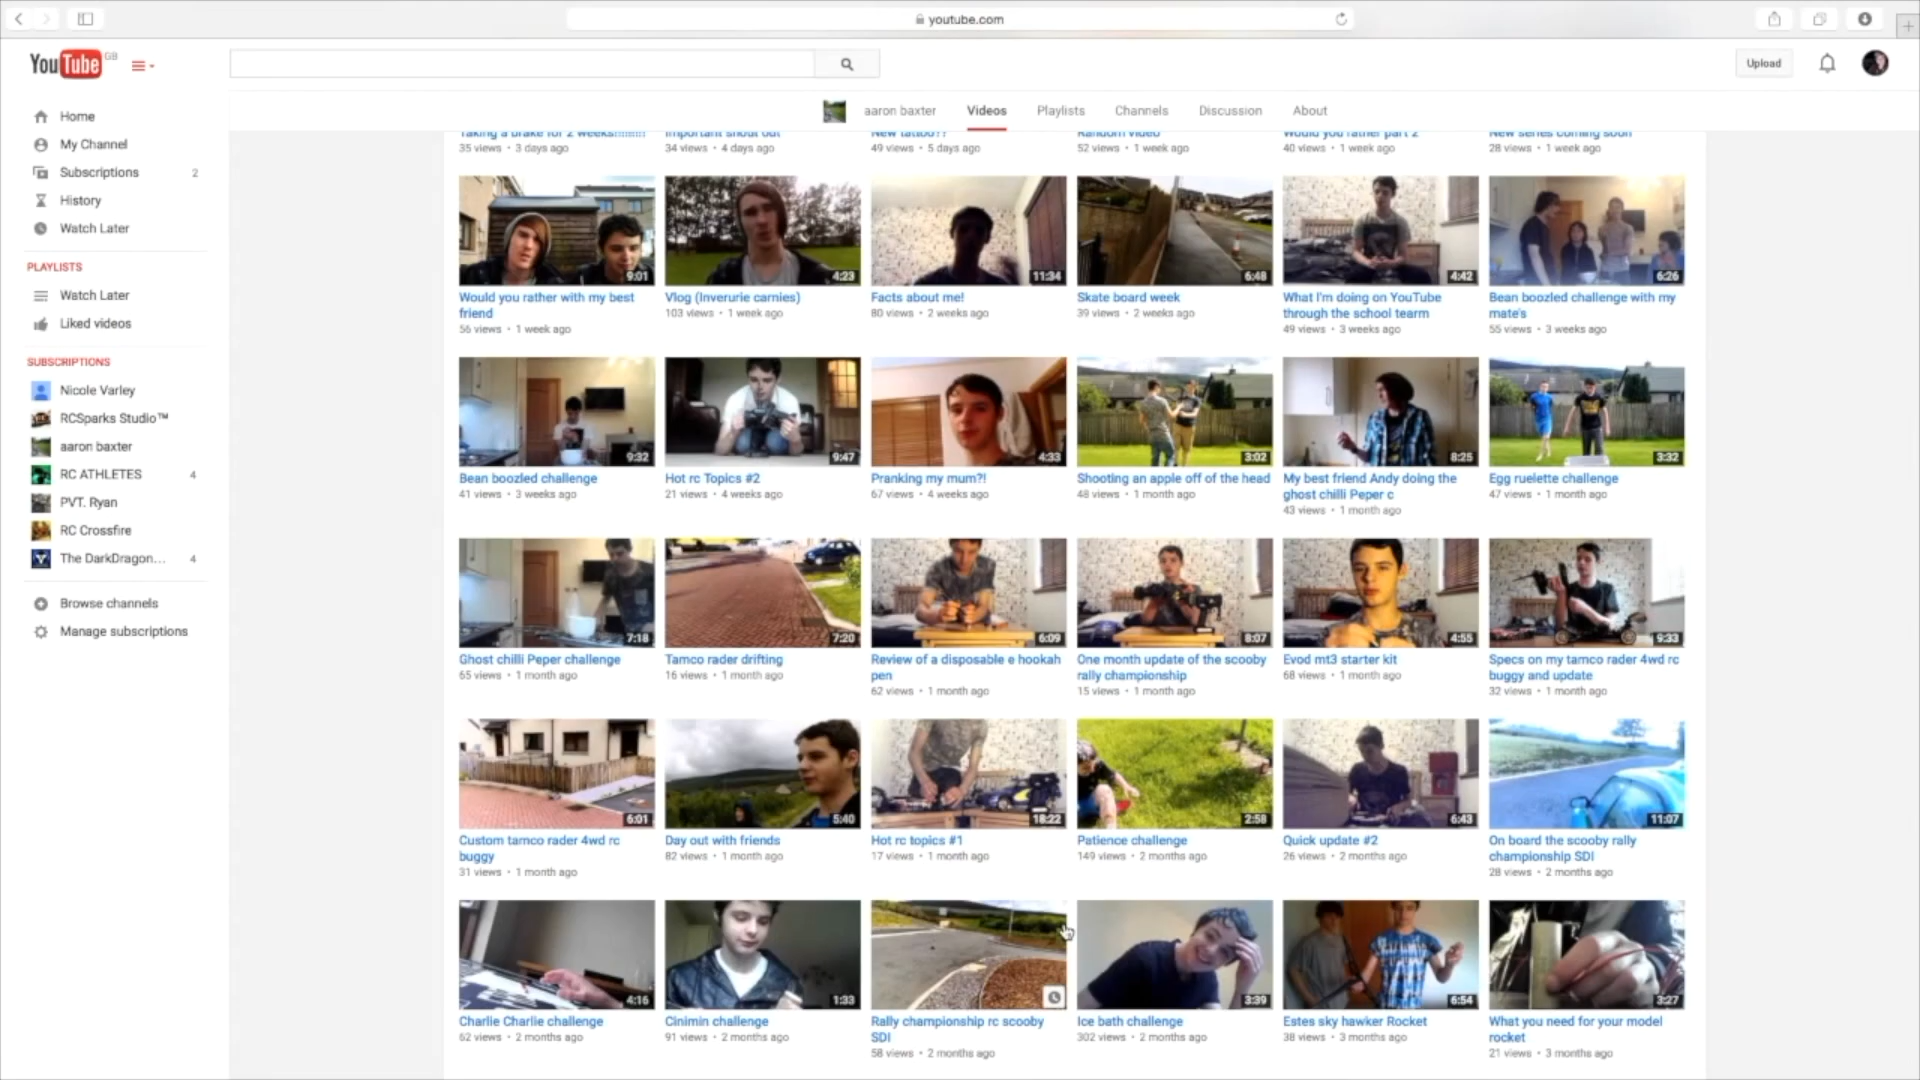 youtube.com
YouTube GB
Upload
aaron baxter Videos Playlists Channels Discussion About
Home
My Channel
Subscriptions 2
History
Watch Later
PLAYLISTS
Watch Later
Liked videos
SUBSCRIPTIONS
Nicole Varley
RCSparks Studio™
aaron baxter
RC ATHLETES 4
PVT. Ryan
RC Crossfire
The DarkDragon... 4
Browse channels
Manage subscriptions
Taking a brake for 2 weeks!!!!!!!!!
35 views • 3 days ago
Important shout out
34 views • 4 days ago
New tattoo??
49 views • 5 days ago
Random video
52 views • 1 week ago
Would you rather part 2
40 views • 1 week ago
New series coming soon
28 views • 1 week ago
9:01
Would you rather with my best
friend
56 views • 1 week ago
4:23
Vlog (Inverurie carnies)
103 views • 1 week ago
11:34
Facts about me!
80 views • 2 weeks ago
6:48
Skate board week
39 views • 2 weeks ago
4:42
What I'm doing on YouTube
through the school tearm
49 views • 3 weeks ago
6:26
Bean boozled challenge with my
mate's
55 views • 3 weeks ago
9:32
Bean boozled challenge
41 views • 3 weeks ago
9:47
Hot rc Topics #2
21 views • 4 weeks ago
4:33
Pranking my mum?!
67 views • 4 weeks ago
3:02
Shooting an apple off of the head
48 views • 1 month ago
8:25
My best friend Andy doing the
ghost chilli Peper c
43 views • 1 month ago
3:32
Egg ruelette challenge
47 views • 1 month ago
7:18
Ghost chilli Peper challenge
65 views • 1 month ago
7:20
Tamco rader drifting
16 views • 1 month ago
6:09
Review of a disposable e hookah
pen
62 views • 1 month ago
8:07
One month update of the scooby
rally championship
15 views • 1 month ago
4:55
Evod mt3 starter kit
68 views • 1 month ago
9:33
Specs on my tamco rader 4wd rc
buggy and update
32 views • 1 month ago
6:01
Custom tamco rader 4wd rc
buggy
31 views • 1 month ago
5:40
Day out with friends
82 views • 1 month ago
18:22
Hot rc topics #1
17 views • 1 month ago
2:58
Patience challenge
149 views • 2 months ago
6:43
Quick update #2
26 views • 2 months ago
11:07
On board the scooby rally
championship SDI
28 views • 2 months ago
4:16
Charlie Charlie challenge
62 views • 2 months ago
1:33
Cinimin challenge
91 views • 2 months ago
Rally championship rc scooby
SDI
58 views • 2 months ago
3:39
Ice bath challenge
302 views • 2 months ago
6:54
Estes sky hawker Rocket
38 views • 3 months ago
3:27
What you need for your model
rocket
21 views • 3 months ago